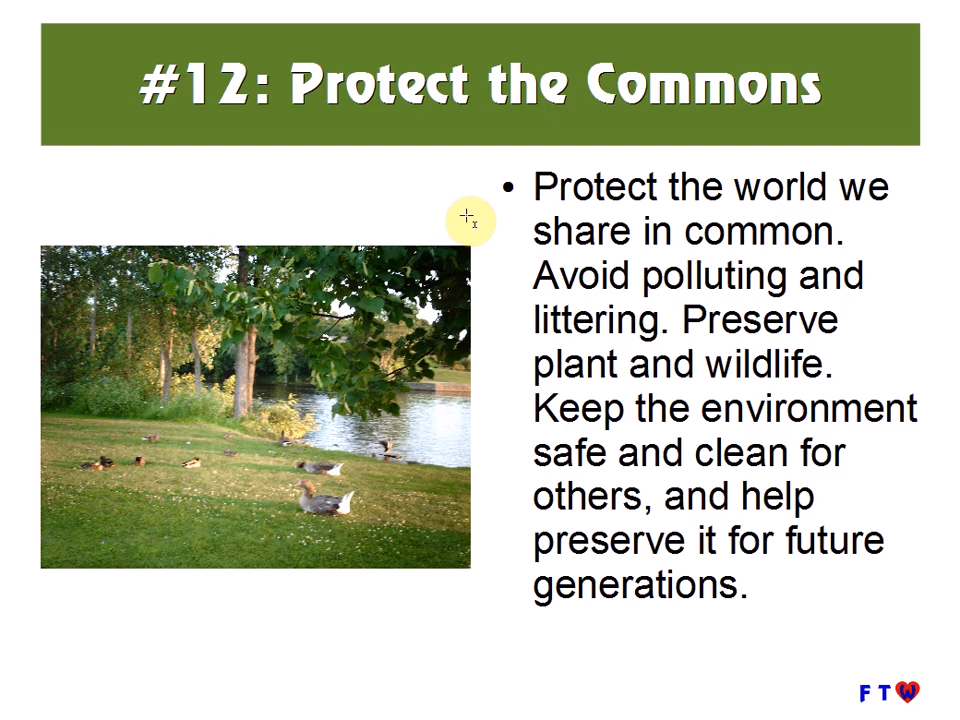 #12: Protect the Commons
• Protect the world we
share in common.
Avoid polluting and
littering. Preserve
plant and wildlife.
Keep the environment
safe and clean for
others, and help
preserve it for future
generations.
F T W